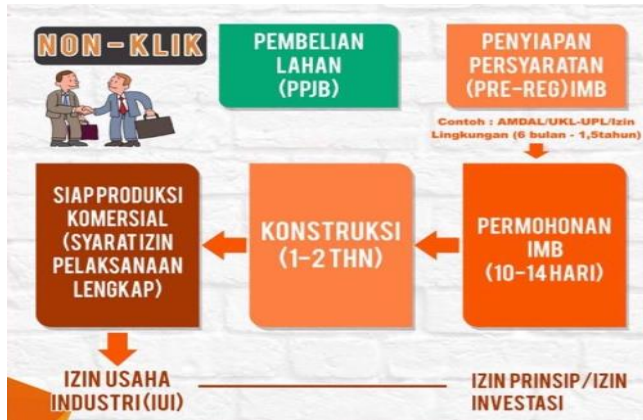 NON-KLIK
PEMBELIAN
LAHAN
(PPJB)
PENYIAPAN
PERSYARATAN
(PRE-REG) IMB
Contoh : AMDAL/UKL-UPL/Izin
Lingkungan (6 bulan - 1,5tahun)
SIAP PRODUKSI
KOMERSIAL
(SYARAT IZIN
PELAKSANAAN
LENGKAP)
KONSTRUKSI
(1-2 THN)
PERMOHONAN
IMB
(10-14 HARI)
IZIN USAHA
INDUSTRI (IUI)
IZIN PRINSIP/IZIN
INVESTASI